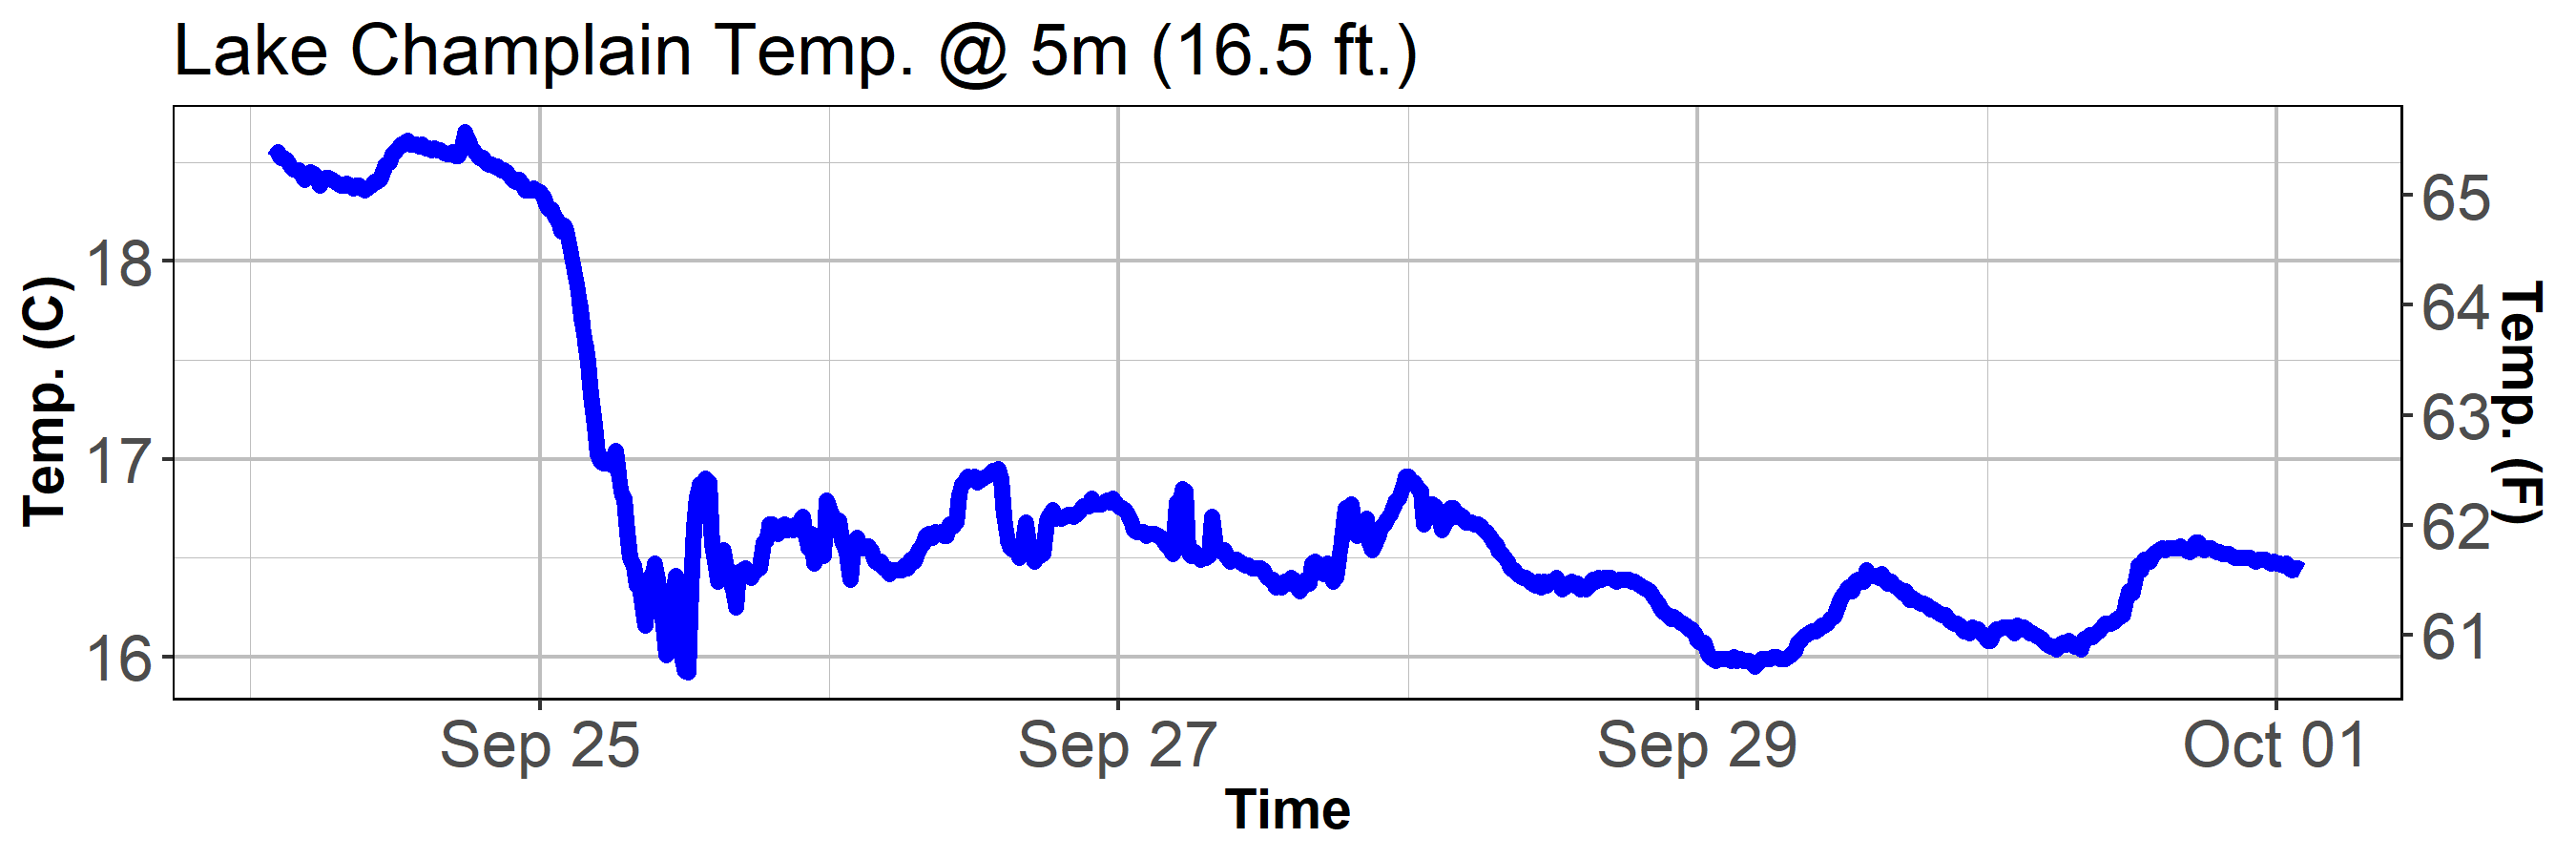 Lake Champlain Temp. @ 5m (16.5 ft.)
Temp. (C)
18
17
16
65
64
63
62
61
Temp. (F)
Sep 25
Sep 27
Sep 29
Oct 01
Time